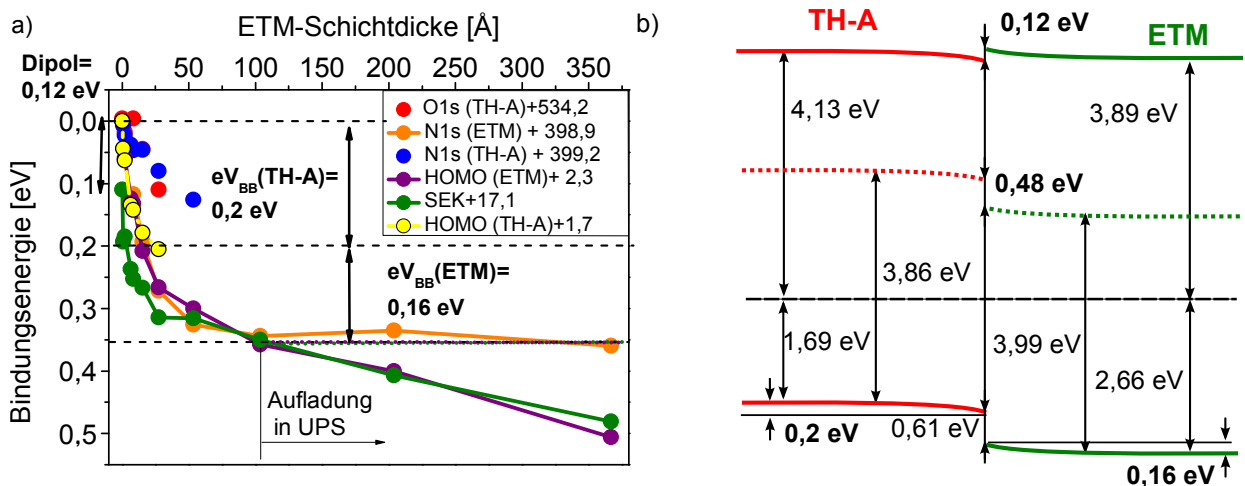 a)
ETM-Schichtdicke [Å]
Dipol=
0,12 eV
0 50 100 150 200 250 300 350
Bindungsenergie [eV]
0,0
0,1
0,2
0,3
0,4
0,5
O1s (TH-A)+534,2
N1s (ETM) + 398,9
N1s (TH-A) + 399,2
HOMO (ETM)+ 2,3
SEK+17,1
HOMO (TH-A)+1,7
eVBB(TH-A)=
0,2 eV
eVBB(ETM)=
0,16 eV
Aufladung
in UPS
b)
TH-A
0,12 eV
ETM
4,13 eV
3,89 eV
0,48 eV
3,86 eV
1,69 eV
3,99 eV
2,66 eV
0,2 eV
0,61 eV
0,16 eV